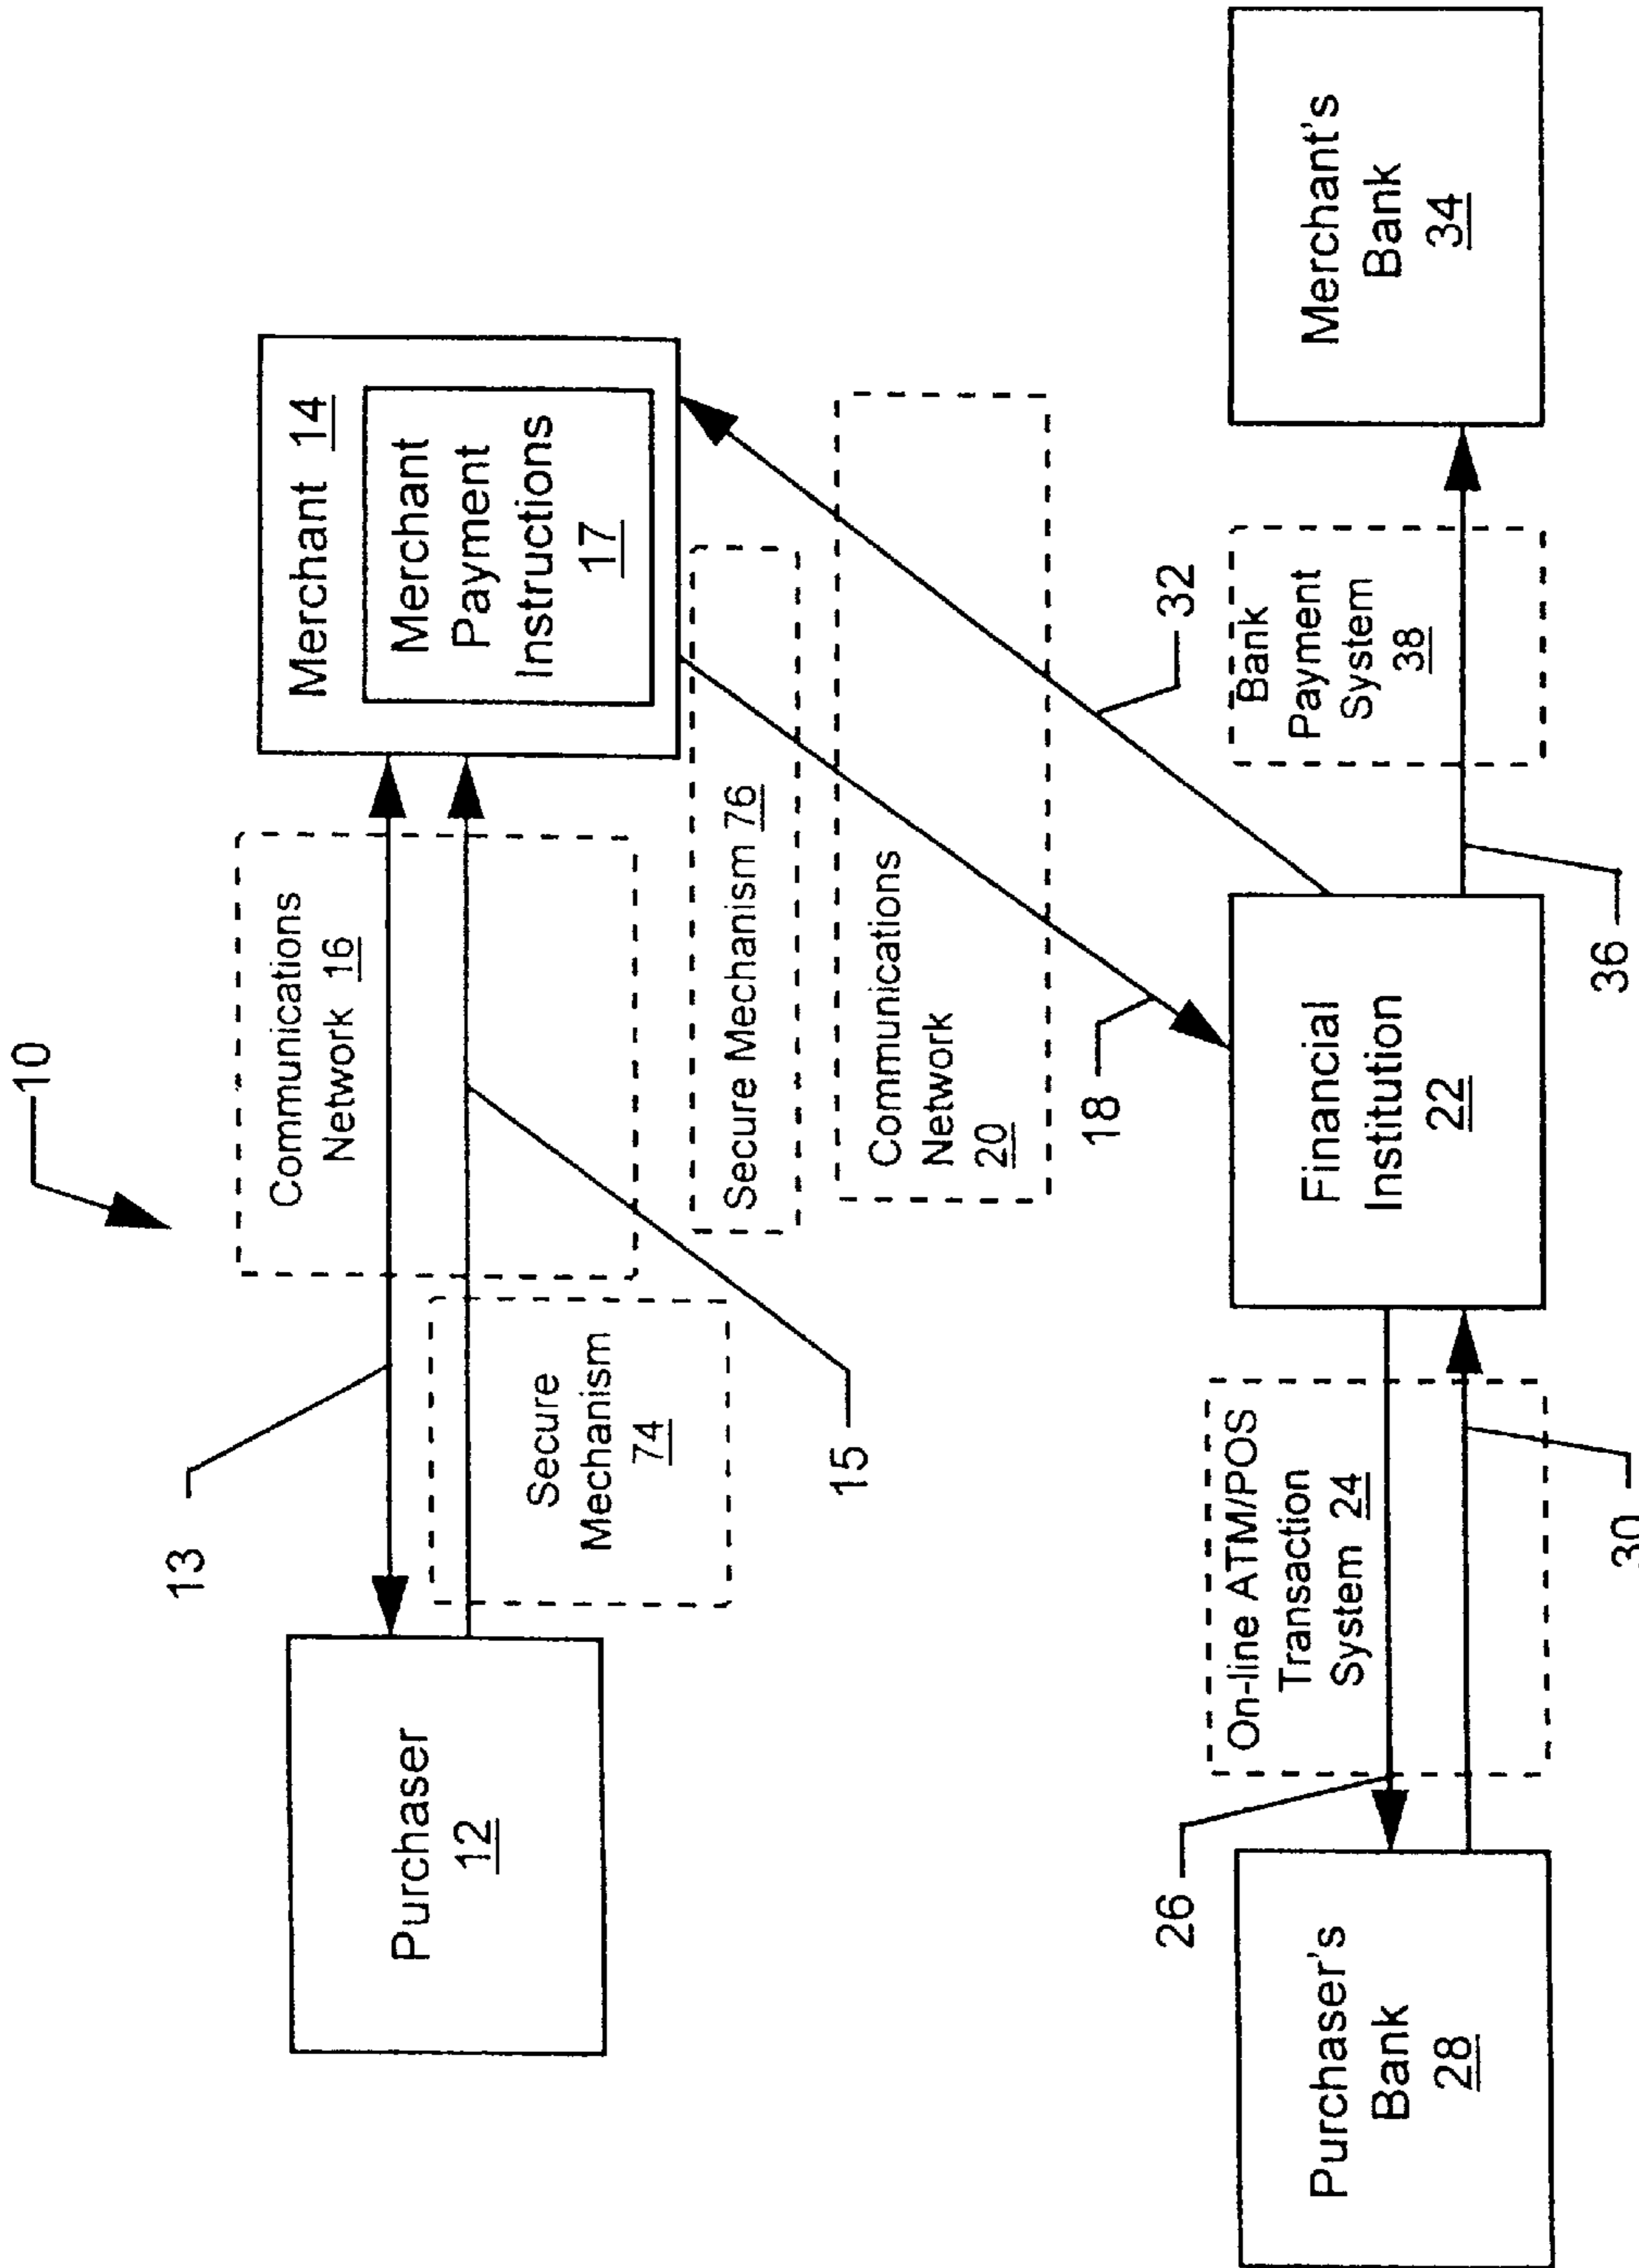 10
13
Communications
Network 16
Merchant 14
Merchant
Payment
Instructions
17
Purchaser
12
Secure
Mechanism
74
15
Secure Mechanism 76
Communications
Network
20
18
32
26
On-line ATM/POS
Transaction
System 24
30
Bank
Payment
System
38
36
Purchaser's
Bank
28
Financial
Institution
22
Merchant's
Bank
34